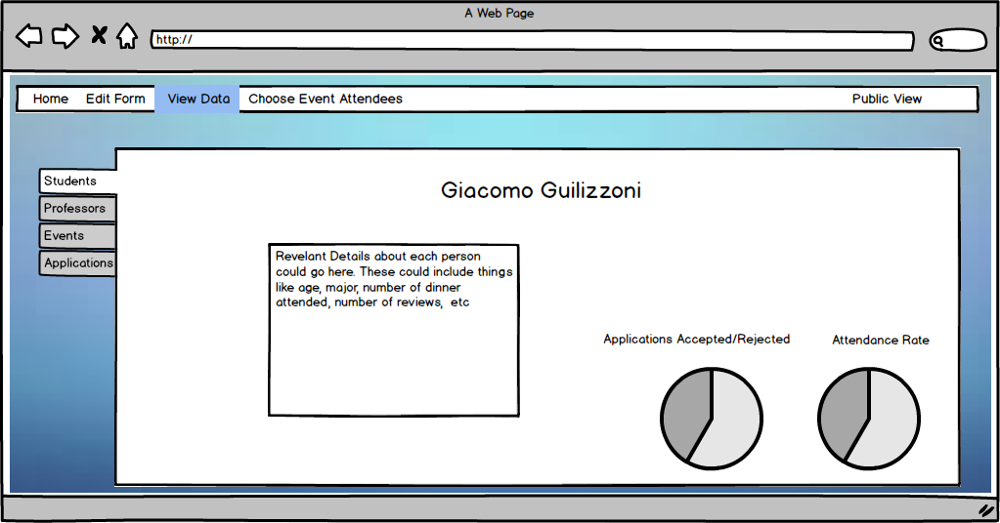 A Web Page
http://
Home Edit Form View Data Choose Event Attendees Public View
Students
Professors
Events
Applications
Giacomo Guilizzoni
Revelant Details about each person
could go here. These could include things
like age, major, number of dinner
attended, number of reviews, etc
Applications Accepted/Rejected
Attendance Rate